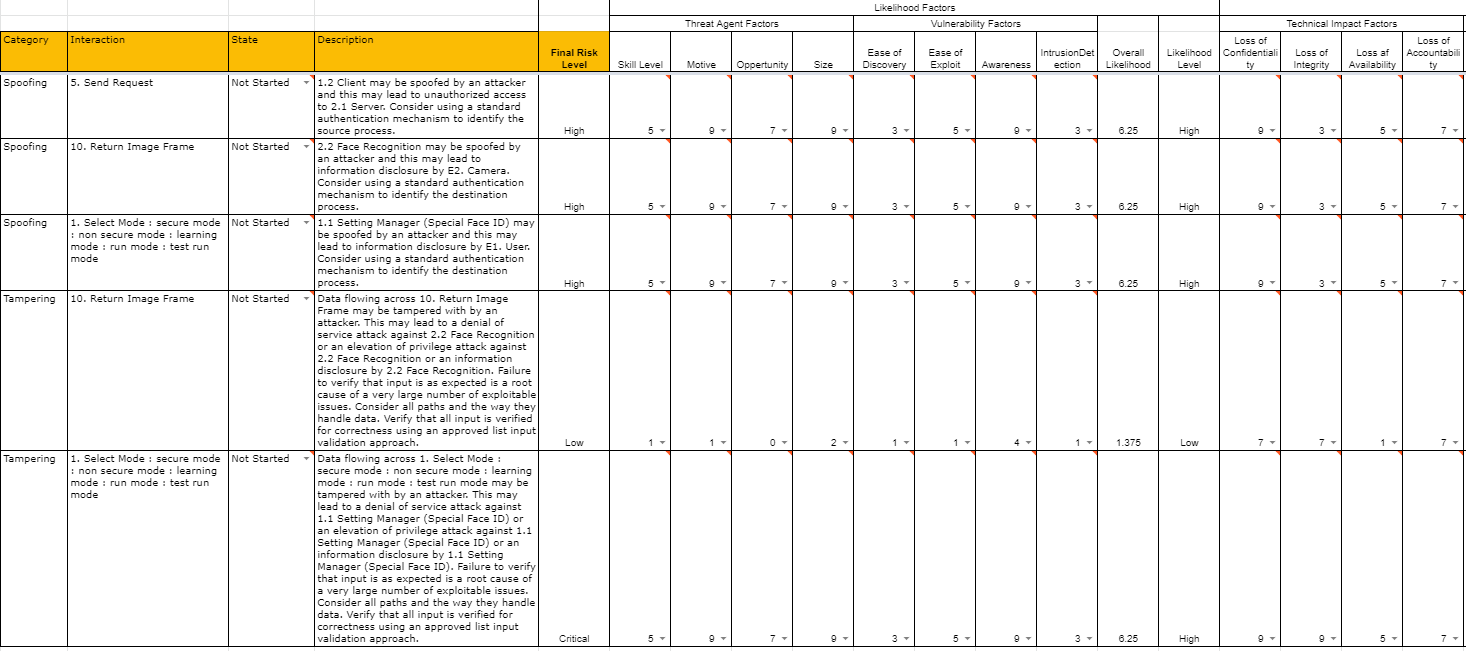 Likelihood Factors
Threat Agent Factors Vulnerability Factors Technical Impact Factors
Category Interaction State Description Final Risk Level Skill Level Motive Oppertunity Size Ease of Discovery Ease of Exploit Awareness IntrusionDet ection Overall Likelihood Likelihood Level Loss of Confidentiali ty Loss of Integrity Loss af Availability Loss of Accountabili ty
Spoofing 5. Send Request Not Started 1.2 Client may be spoofed by an attacker
and this may lead to unauthorized access
to 2.1 Server. Consider using a standard
authentication mechanism to identify the
source process. High 5 9 7 9 3 5 9 3 6.25 High 9 3 5 7
Spoofing 10. Return Image Frame Not Started 2.2 Face Recognition may be spoofed by
an attacker and this may lead to
information disclosure by E2. Camera.
Consider using a standard authentication
mechanism to identify the destination
process. High 5 9 7 9 3 5 9 3 6.25 High 9 3 5 7
Spoofing 1. Select Mode : secure mode Not Started 1.1 Setting Manager (Special Face ID) may
: non secure mode : learning be spoofed by an attacker and this may
mode : run mode : test run lead to information disclosure by E1. User.
mode Consider using a standard authentication
mechanism to identify the destination
process. High 5 9 7 9 3 5 9 3 6.25 High 9 3 5 7
Tampering 10. Return Image Frame Not Started Data flowing across 10. Return Image
Frame may be tampered with by an
attacker. This may lead to a denial of
service attack against 2.2 Face Recognition
or an elevation of privilege attack against
2.2 Face Recognition or an information
disclosure by 2.2 Face Recognition. Failure
to verify that input is as expected is a root
cause of a very large number of exploitable
issues. Consider all paths and the way they
handle data. Verify that all input is verified
for correctness using an approved list input
validation approach. Low 1 1 0 2 1 1 4 1 1.375 Low 7 7 1 7
Tampering 1. Select Mode : secure mode Not Started Data flowing across 1. Select Mode :
: non secure mode : learning secure mode : non secure mode : learning
mode : run mode : test run mode : run mode : test run mode may be
mode tampered with by an attacker. This may
lead to a denial of service attack against
1.1 Setting Manager (Special Face ID) or
an elevation of privilege attack against 1.1
Setting Manager (Special Face ID) or an
information disclosure by 1.1 Setting
Manager (Special Face ID). Failure to verify
that input is as expected is a root cause of
a very large number of exploitable issues.
Consider all paths and the way they handle
data. Verify that all input is verified for
correctness using an approved list input
validation approach. Critical 5 9 7 9 3 5 9 3 6.25 High 9 9 5 7